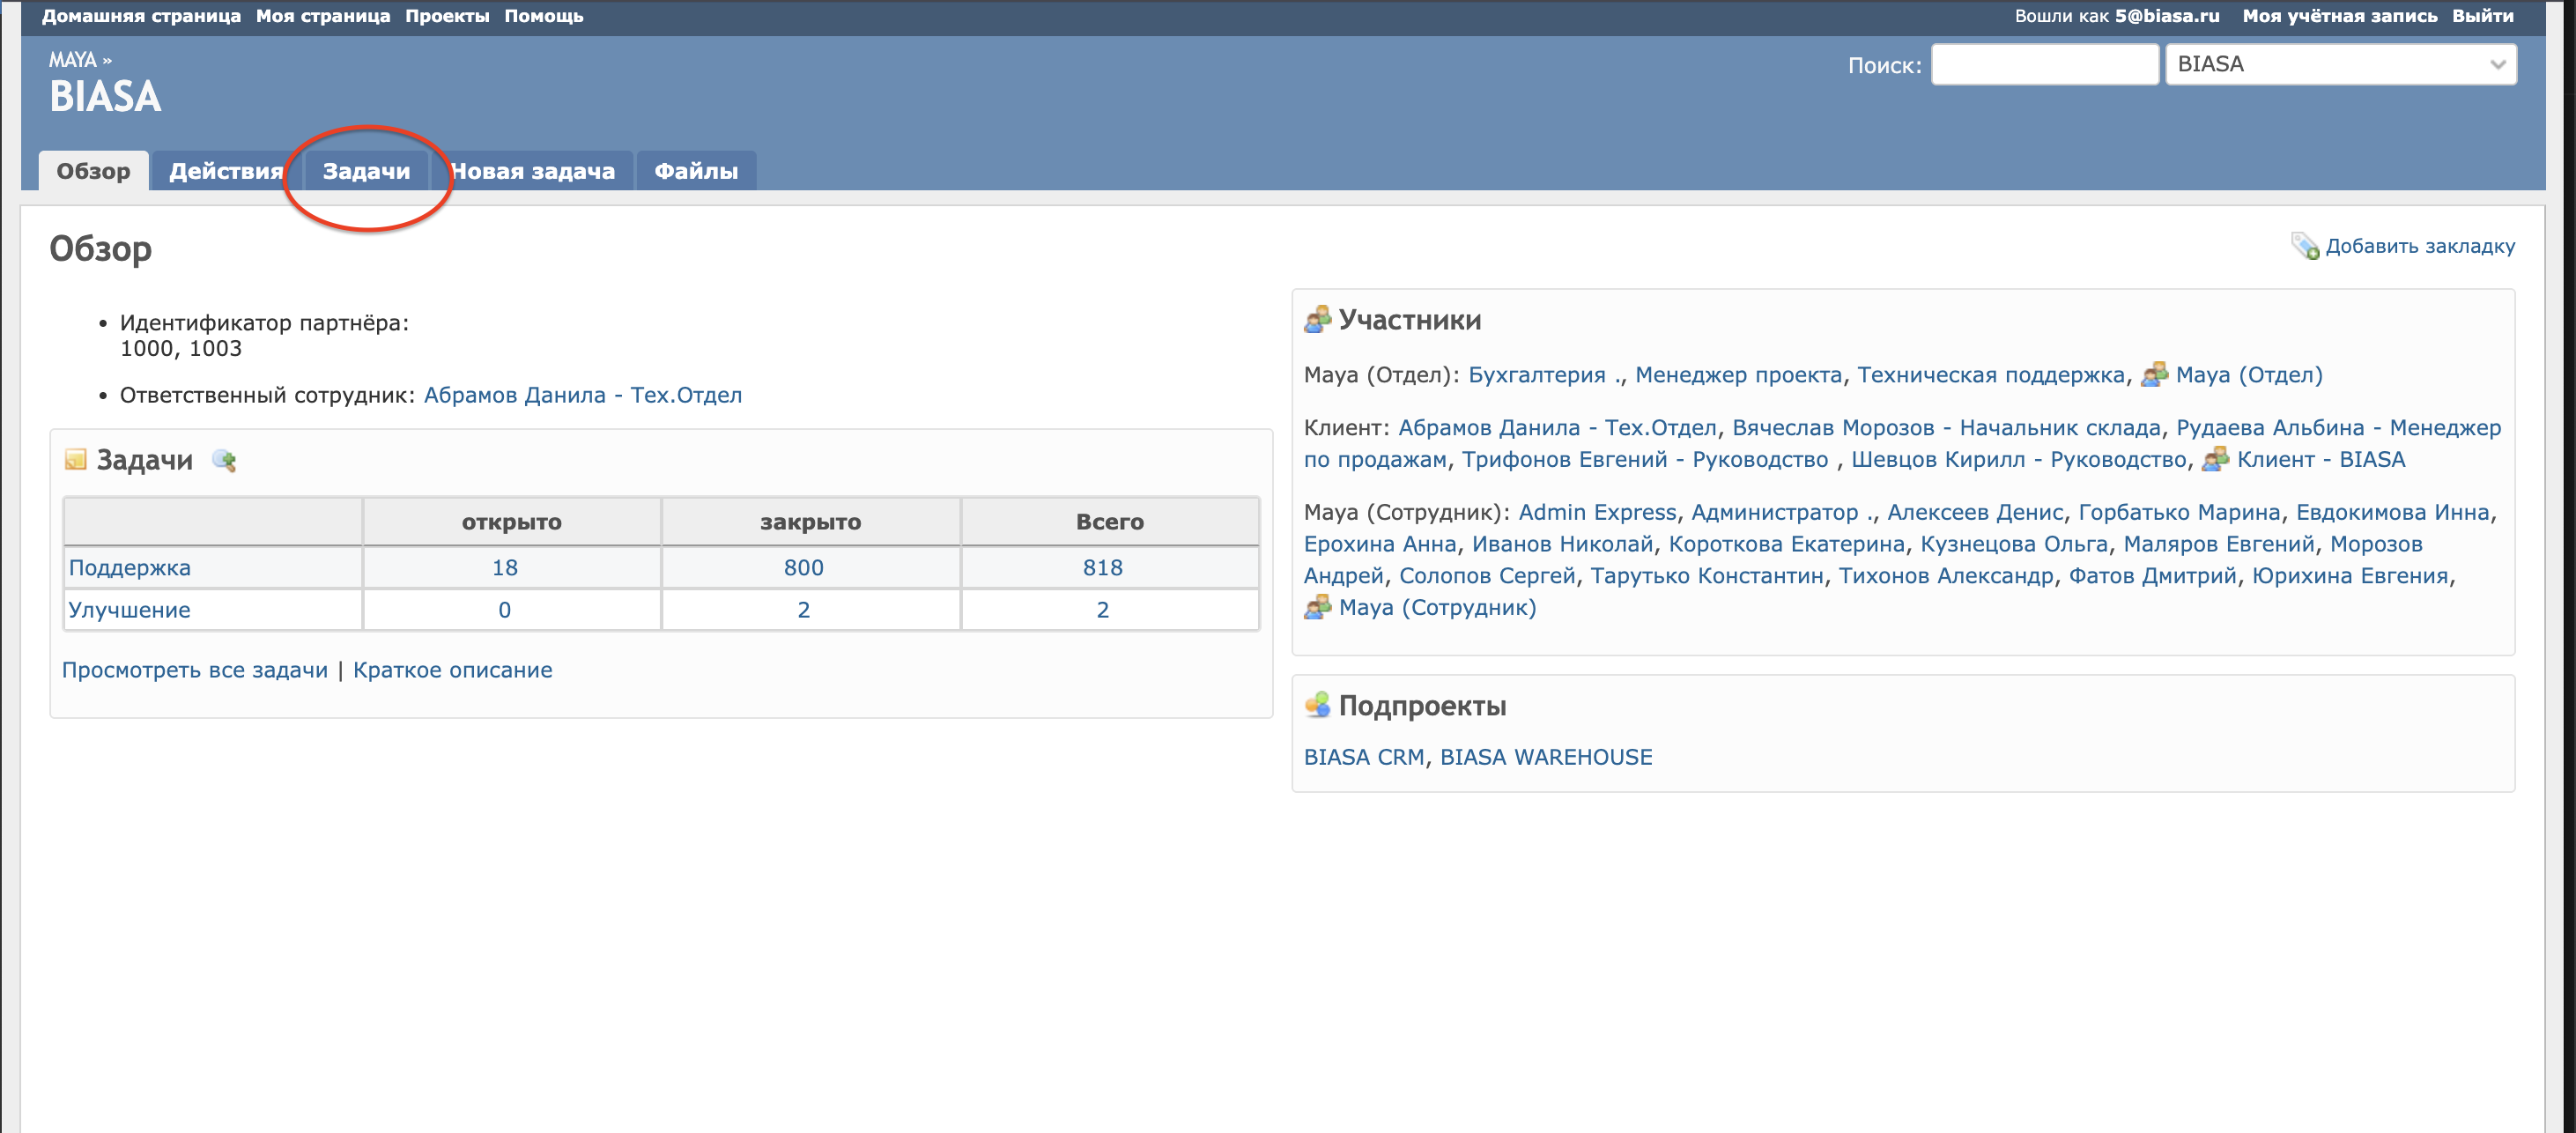 Домашняя страница Моя страница Проекты Помощь
Вошли как 5@biasa.ru Моя учётная запись Выйти
MAYA »
BIASA
Поиск: BIASA
Обзор Действия Задачи Новая задача Файлы
Обзор
Добавить закладку
• Идентификатор партнёра:
1000, 1003
• Ответственный сотрудник: Абрамов Данила - Тех.Отдел
Задачи
открыто закрыто Всего
Поддержка 18 800 818
Улучшение 0 2 2
Просмотреть все задачи | Краткое описание
Участники
Maya (Отдел): Бухгалтерия ., Менеджер проекта, Техническая поддержка, Maya (Отдел)
Клиент: Абрамов Данила - Тех.Отдел, Вячеслав Морозов - Начальник склада, Рудаева Альбина - Менеджер
по продажам, Трифонов Евгений - Руководство , Шевцов Кирилл - Руководство, Клиент - BIASA
Maya (Сотрудник): Admin Express, Администратор ., Алексеев Денис, Горбатько Марина, Евдокимова Инна,
Ерохина Анна, Иванов Николай, Короткова Екатерина, Кузнецова Ольга, Маляров Евгений, Морозов
Андрей, Солопов Сергей, Тарутько Константин, Тихонов Александр, Фатов Дмитрий, Юрихина Евгения,
Maya (Сотрудник)
Подпроекты
BIASA CRM, BIASA WAREHOUSE